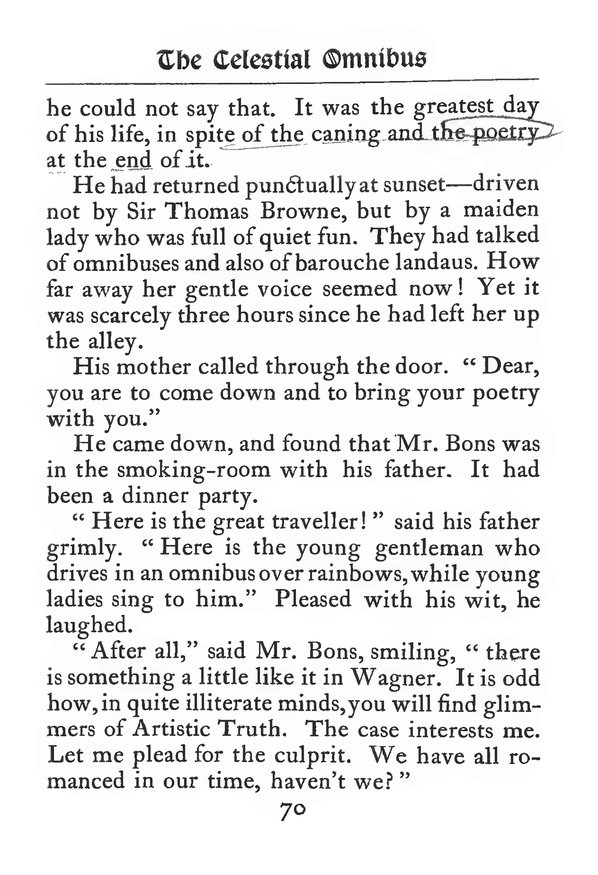 The Celestial Omnibus
he could not say that. It was the greatest day
of his life, in spite of the caning and the poetry
at the end of it.
He had returned punctually at sunset—driven
not by Sir Thomas Browne, but by a maiden
lady who was full of quiet fun. They had talked
of omnibuses and also of barouche landaus. How
far away her gentle voice seemed now! Yet it
was scarcely three hours since he had left her up
the alley.
His mother called through the door. “Dear,
you are to come down and to bring your poetry
with you.”
He came down, and found that Mr. Bons was
in the smoking-room with his father. It had
been a dinner party.
“Here is the great traveller!” said his father
grimly. “Here is the young gentleman who
drives in an omnibus over rainbows, while young
ladies sing to him.” Pleased with his wit, he
laughed.
“After all,” said Mr. Bons, smiling, “there
is something a little like it in Wagner. It is odd
how, in quite illiterate minds, you will find glim-
mers of Artistic Truth. The case interests me.
Let me plead for the culprit. We have all ro-
manced in our time, haven't we?”
70